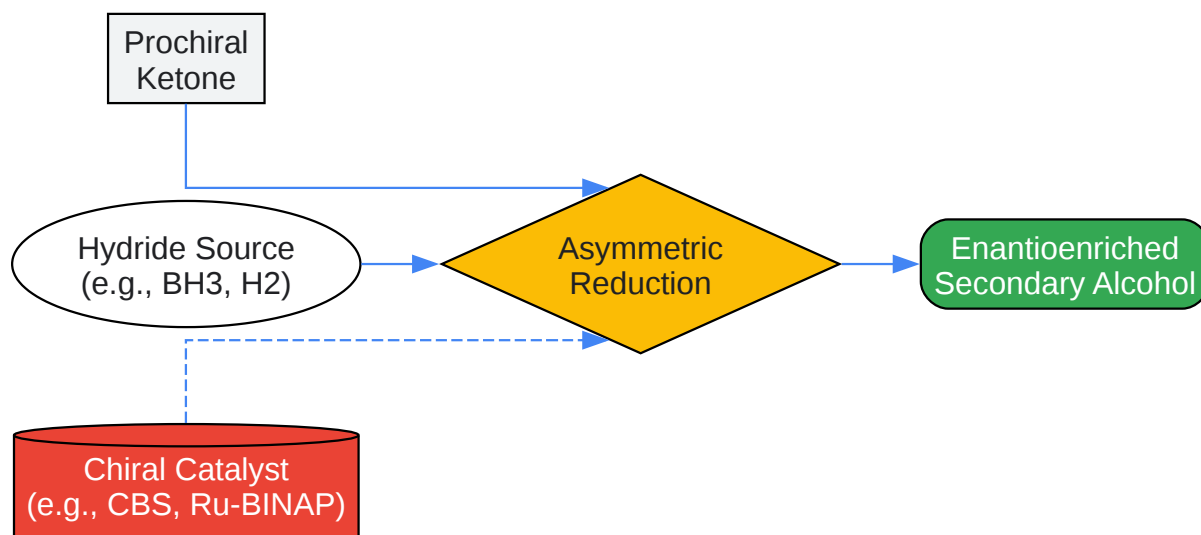 Prochiral
Ketone
Hydride Source
(e.g., BH3, H2)
Asymmetric
Reduction
Enantioenriched
Secondary Alcohol
Chiral Catalyst
(e.g., CBS, Ru-BINAP)